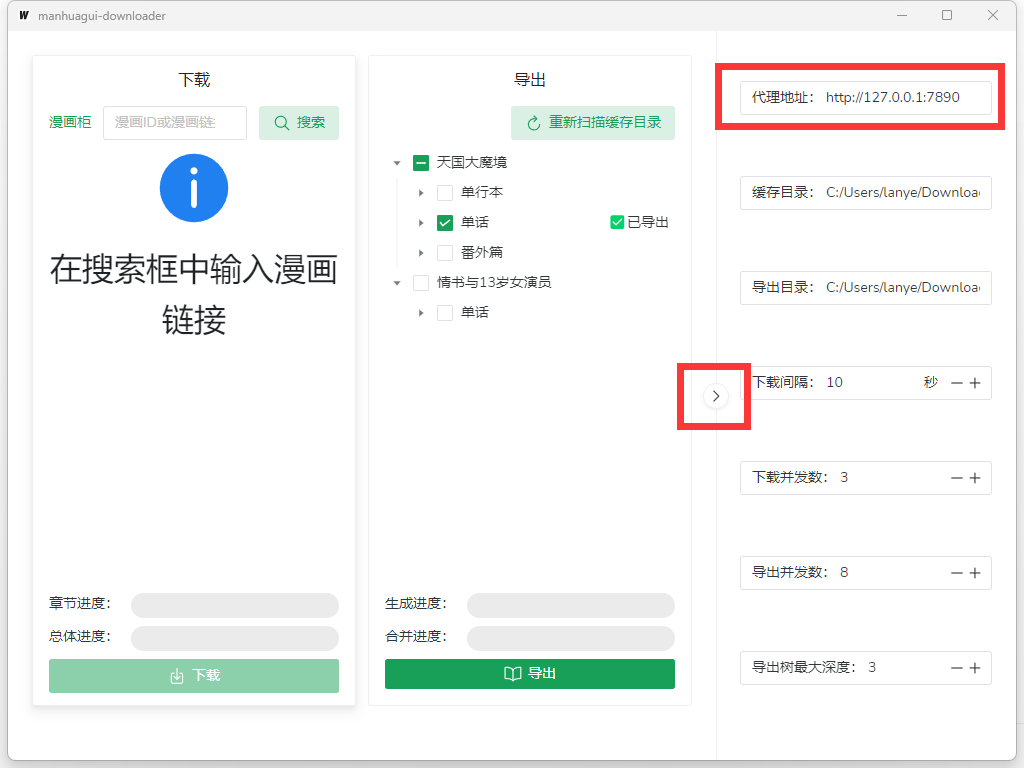 manhuagui-downloader
下载
漫画柜
漫画ID或漫画链
搜索
在搜索框中输入漫画
链接
章节进度：
总体进度：
下载
导出
重新扫描缓存目录
天国大魔境
单行本
单话
已导出
番外篇
情书与13岁女演员
单话
生成进度：
合并进度：
导出
代理地址： http://127.0.0.1:7890
缓存目录： C:/Users/lanye/Downloa
导出目录： C:/Users/lanye/Downloa
下载间隔： 10 秒
下载并发数： 3
导出并发数： 8
导出树最大深度： 3